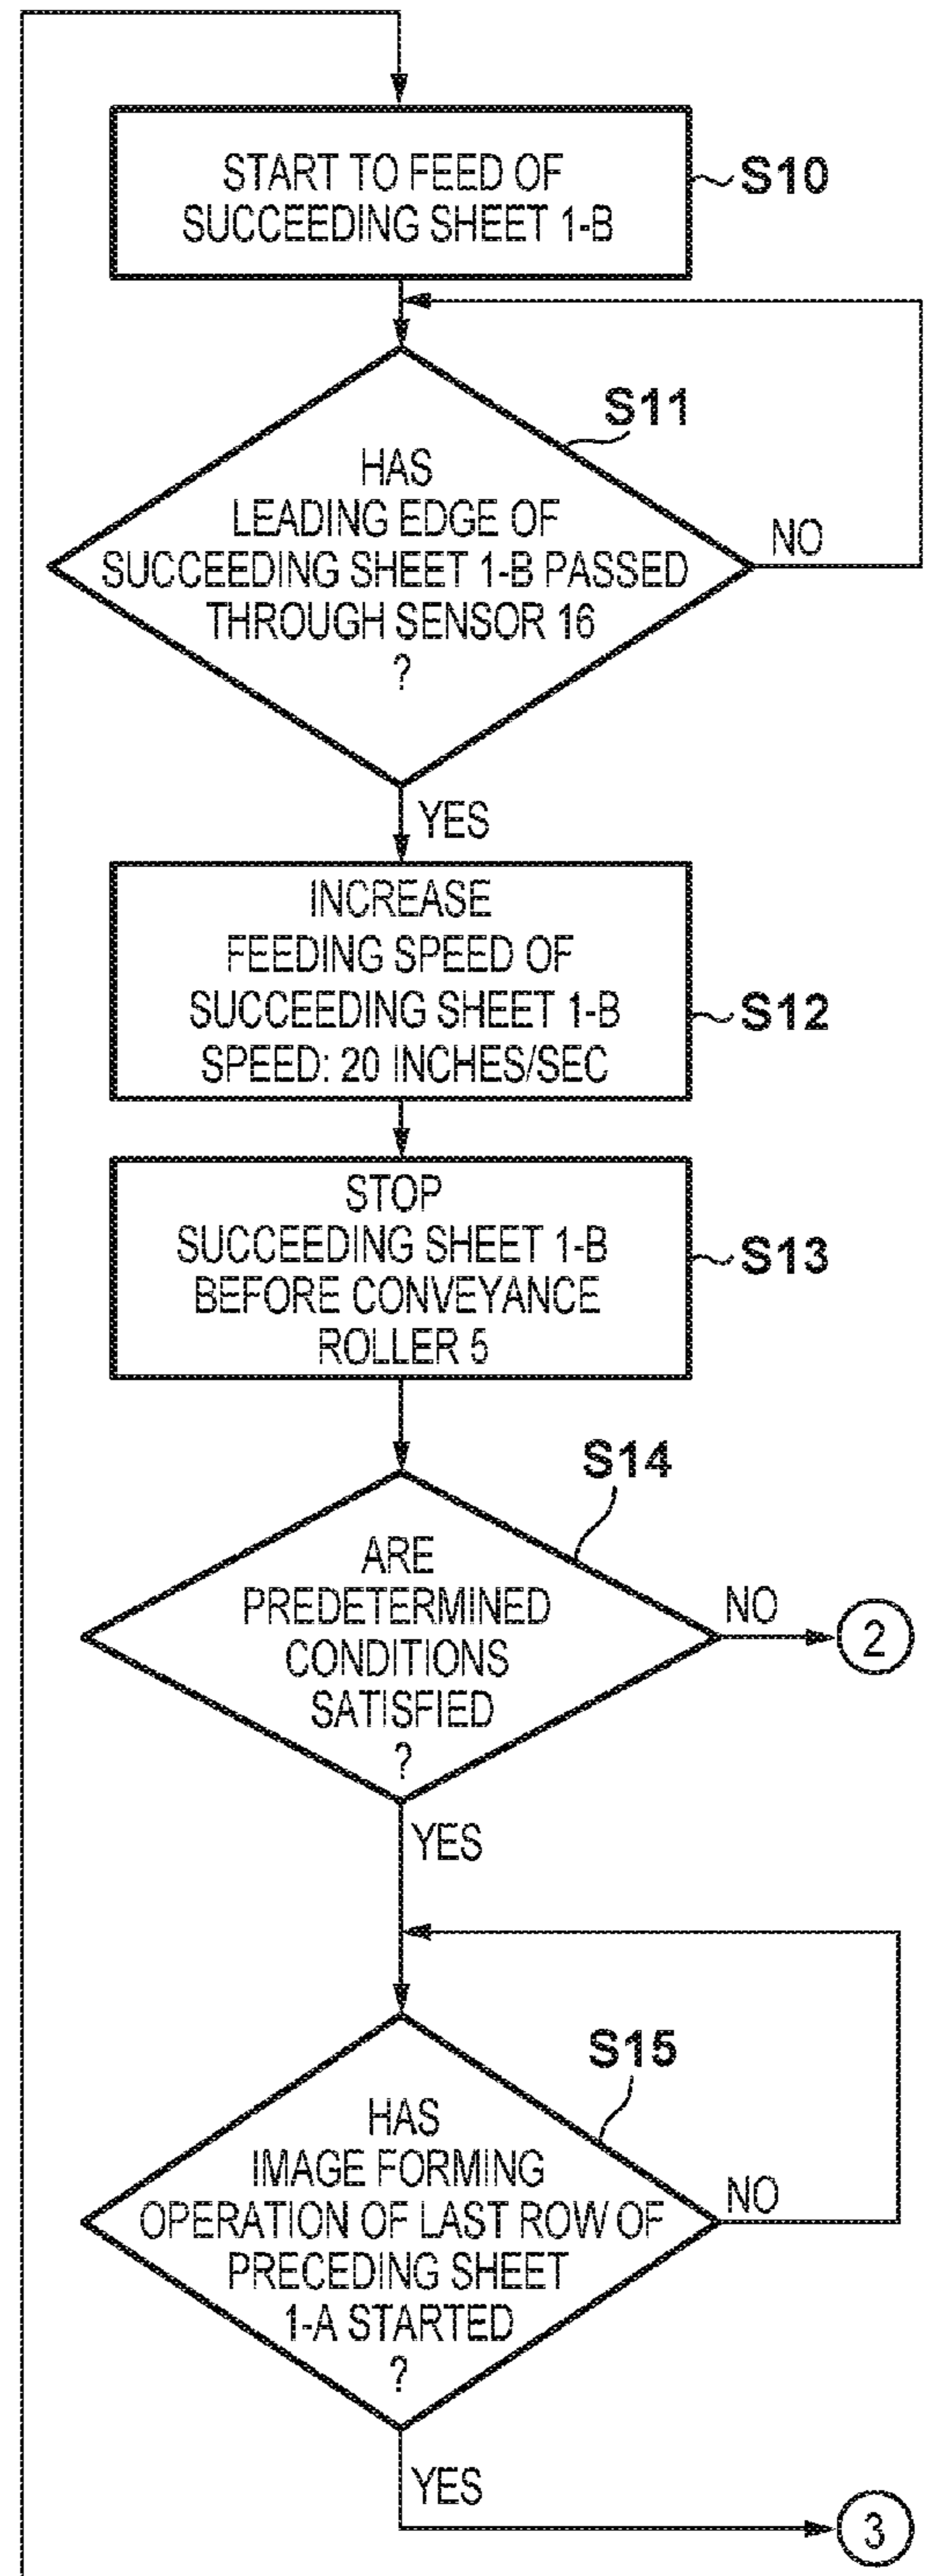 START TO FEED OF
SUCCEEDING SHEET 1-B
S10
S11
HAS
LEADING EDGE OF
SUCCEEDING SHEET 1-B PASSED
THROUGH SENSOR 16
?
NO
YES
INCREASE
FEEDING SPEED OF
SUCCEEDING SHEET 1-B
SPEED: 20 INCHES/SEC
S12
STOP
SUCCEEDING SHEET 1-B
BEFORE CONVEYANCE
ROLLER 5
S13
S14
ARE
PREDETERMINED
CONDITIONS
SATISFIED
?
NO
2
YES
S15
HAS
IMAGE FORMING
OPERATION OF LAST ROW OF
PRECEDING SHEET
1-A STARTED
?
NO
YES
3